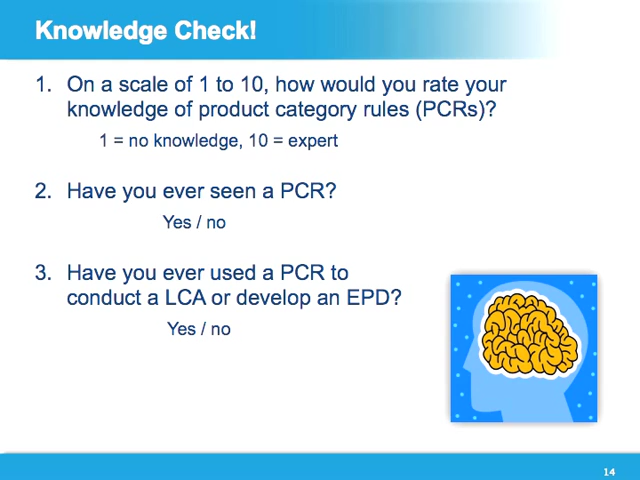 Knowledge Check!
1. On a scale of 1 to 10, how would you rate your
knowledge of product category rules (PCRs)?
1 = no knowledge, 10 = expert
2. Have you ever seen a PCR?
Yes / no
3. Have you ever used a PCR to
conduct a LCA or develop an EPD?
Yes / no
14